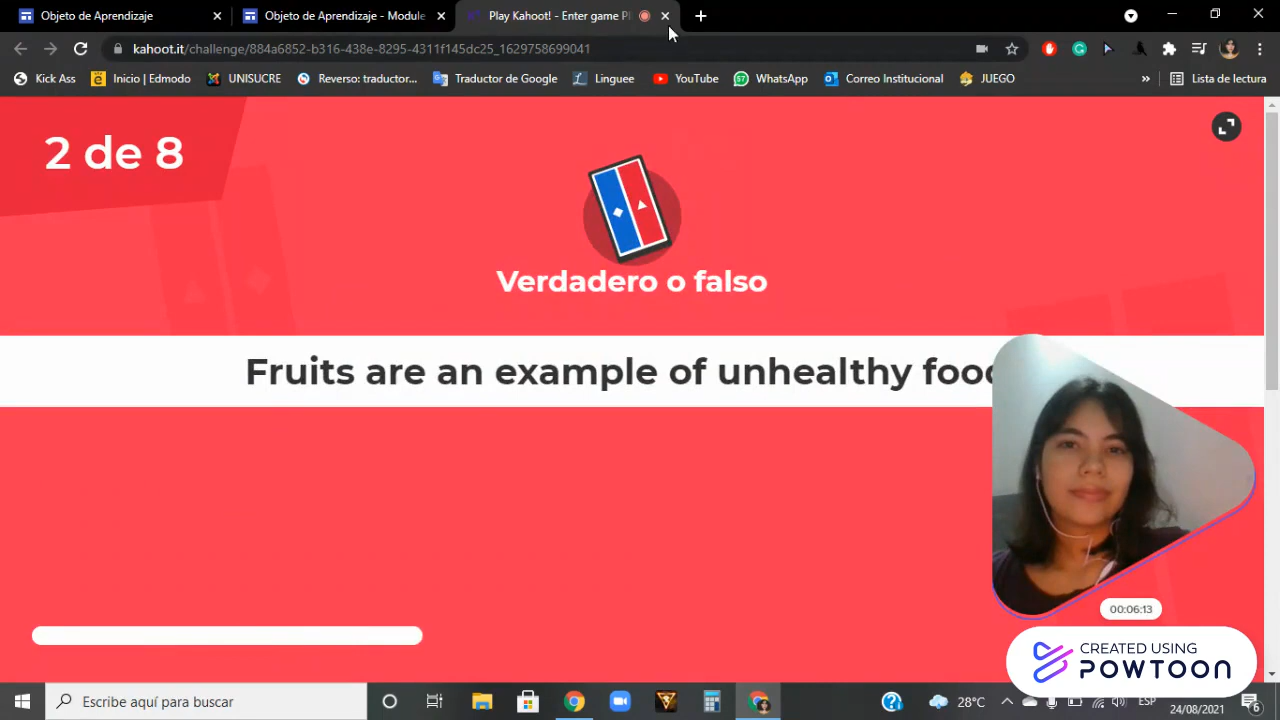 Objeto de Aprendizaje
Objeto de Aprendizaje - Module
Play Kahoot! - Enter game P
kahoot.it/challenge/884a6852-b316-438e-8295-4311f145dc25_1629758699041
Kick Ass
Inicio | Edmodo
UNISUCRE
Reverso: traductor...
Traductor de Google
Linguee
YouTube
57
WhatsApp
Correo Institucional
JUEGO
»
Lista de lectura
2 de 8
Verdadero o falso
Fruits are an example of unhealthy food
00:06:13
CREATED USING
POWTOON
Escribe aquí para buscar
28°C
ESP
24/08/2021
6